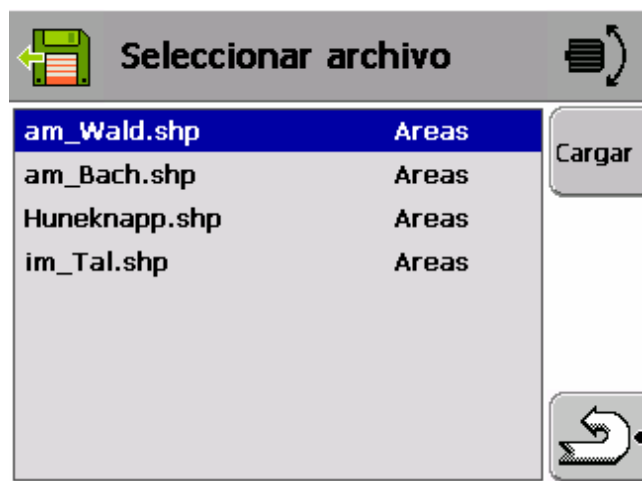 Seleccionar archivo
am_Wald.shp Areas
am_Bach.shp Areas
Huneknapp.shp Areas
im_Tal.shp Areas
Cargar